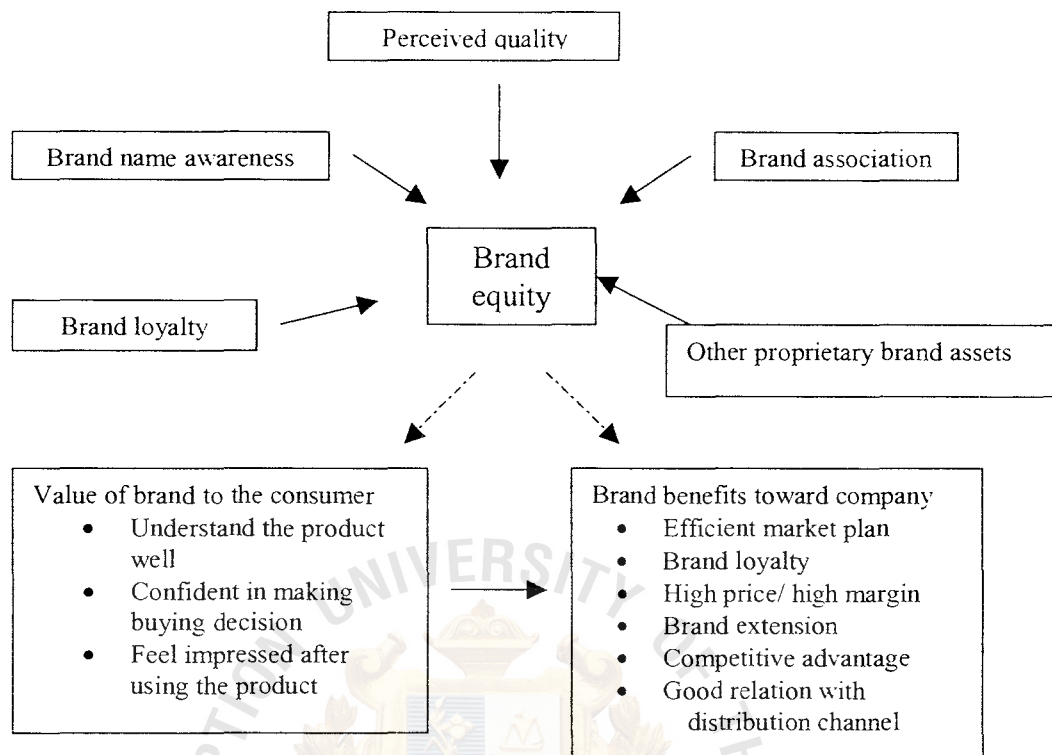 Perceived quality
Brand name awareness
Brand association
Brand
equity
Brand loyalty
Other proprietary brand assets
Value of brand to the consumer
• Understand the product
well
• Confident in making
buying decision
• Feel impressed after
using the product
Brand benefits toward company
• Efficient market plan
• Brand loyalty
• High price/ high margin
• Brand extension
• Competitive advantage
• Good relation with
distribution channel
UNIVERSITY OF